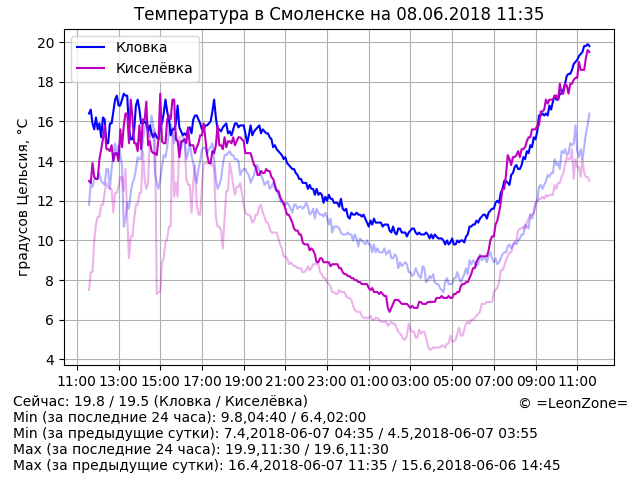 Температура в Смоленске на 08.06.2018 11:35
Кловка
Киселёвка
градусов Цельсия, °C
20
18
16
14
12
10
8
6
4
11:00 13:00 15:00 17:00 19:00 21:00 23:00 01:00 03:00 05:00 07:00 09:00 11:00
Сейчас: 19.8 / 19.5 (Кловка / Киселёвка)
© =LeonZone=
Min (за последние 24 часа): 9.8,04:40 / 6.4,02:00
Min (за предыдущие сутки): 7.4,2018-06-07 04:35 / 4.5,2018-06-07 03:55
Max (за последние 24 часа): 19.9,11:30 / 19.6,11:30
Max (за предыдущие сутки): 16.4,2018-06-07 11:35 / 15.6,2018-06-06 14:45